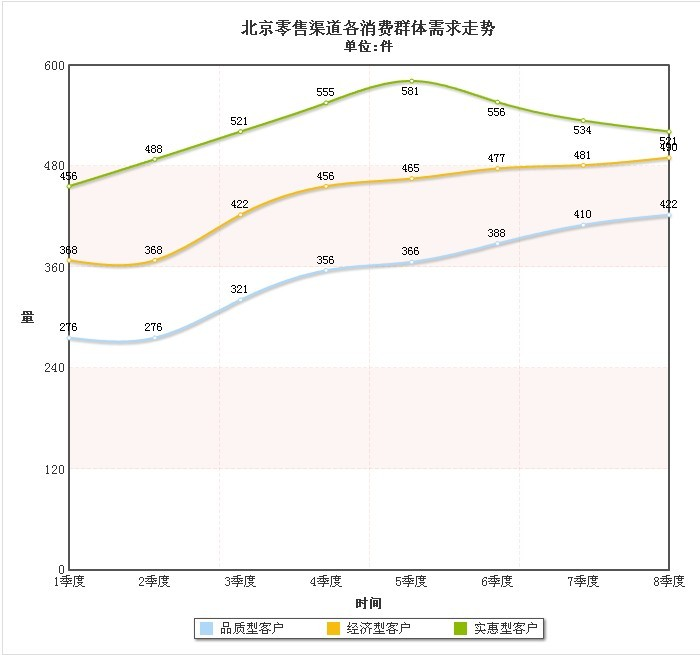 北京零售渠道各消费群体需求走势
单位:件
600
480
360
240
120
0
量
456 488 521 555 581 556 534 521
368 368 422 456 465 477 481 490
276 276 321 356 366 388 410 422
1季度 2季度 3季度 4季度 5季度 6季度 7季度 8季度
时间
品质型客户 经济型客户 实惠型客户